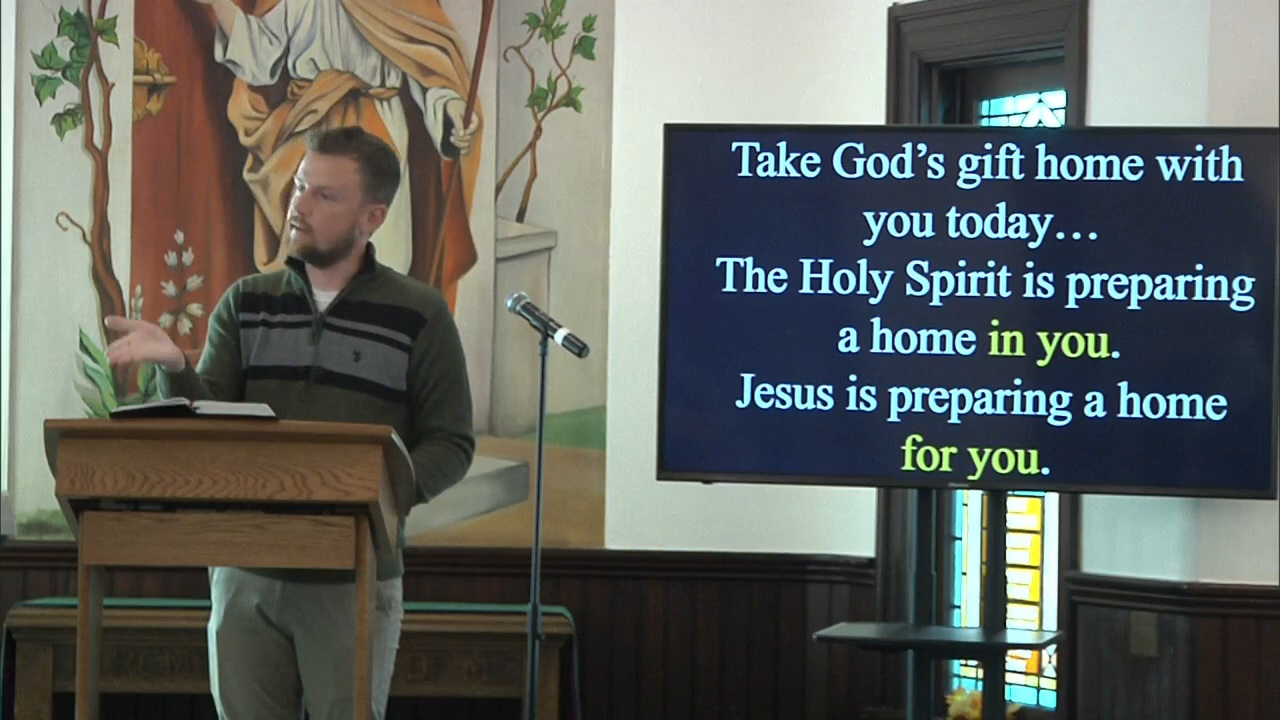 Take God’s gift home with
you today…
The Holy Spirit is preparing
a home in you.
Jesus is preparing a home
for you.